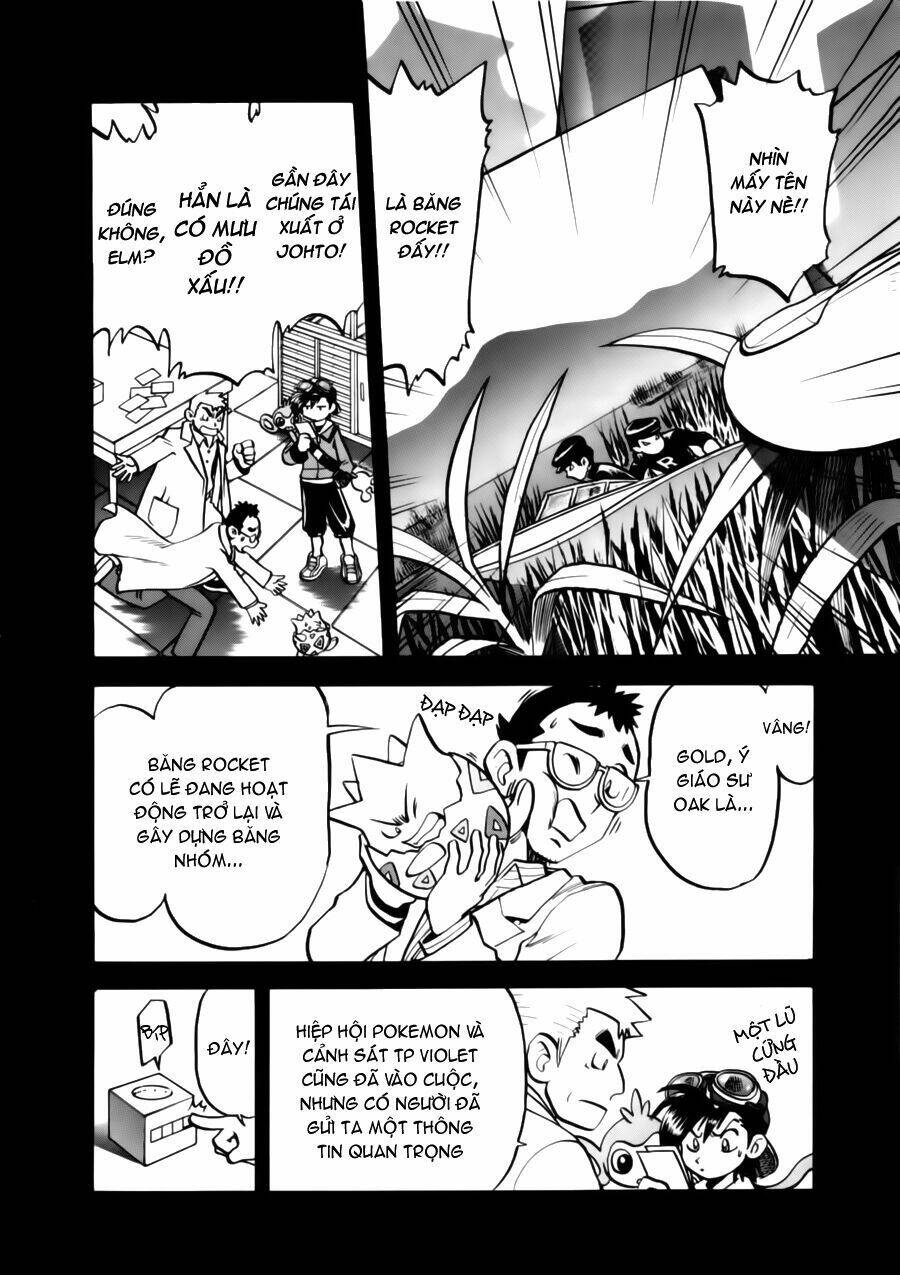 NHÌN
MẤY TÊN
NÀY NÈ!!
LÀ BĂNG
ROCKET
ĐẤY!!
R
GẦN ĐÂY
CHÚNG TÁI
XUẤT Ở
JOHTO!
HẲN LÀ
CÓ MƯU
ĐỒ
XẤU!!
ĐÚNG
KHÔNG,
ELM?
VÂNG!
GOLD, Ý
GIÁO SƯ
OAK LÀ...
ĐẠP ĐẠP
BĂNG ROCKET
CÓ LẼ ĐANG HOẠT
ĐỘNG TRỞ LẠI VÀ
GÂY DỰNG BĂNG
NHÓM...
MỘT LŨ
CỨNG
ĐẦU
HIỆP HỘI POKEMON VÀ
CẢNH SÁT TP VIOLET
CŨNG ĐÃ VÀO CUỘC,
NHƯNG CÓ NGƯỜI ĐÃ
GỬI TA MỘT THÔNG
TIN QUAN TRỌNG
ĐÂY!
BÍP